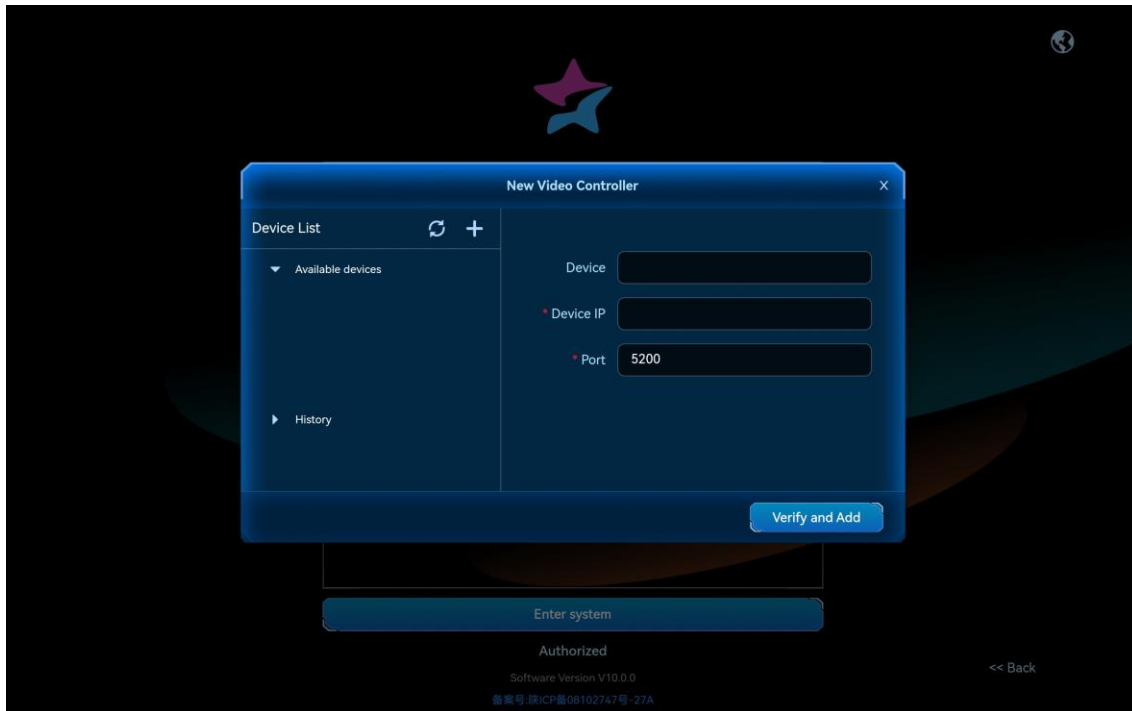 New Video Controller X
Device List
Available devices
History
Device
* Device IP
* Port 5200
Verify and Add
Enter system
Authorized
Software Version V10.0.0
<< Back
备案号:陕ICP备08102747号-27A